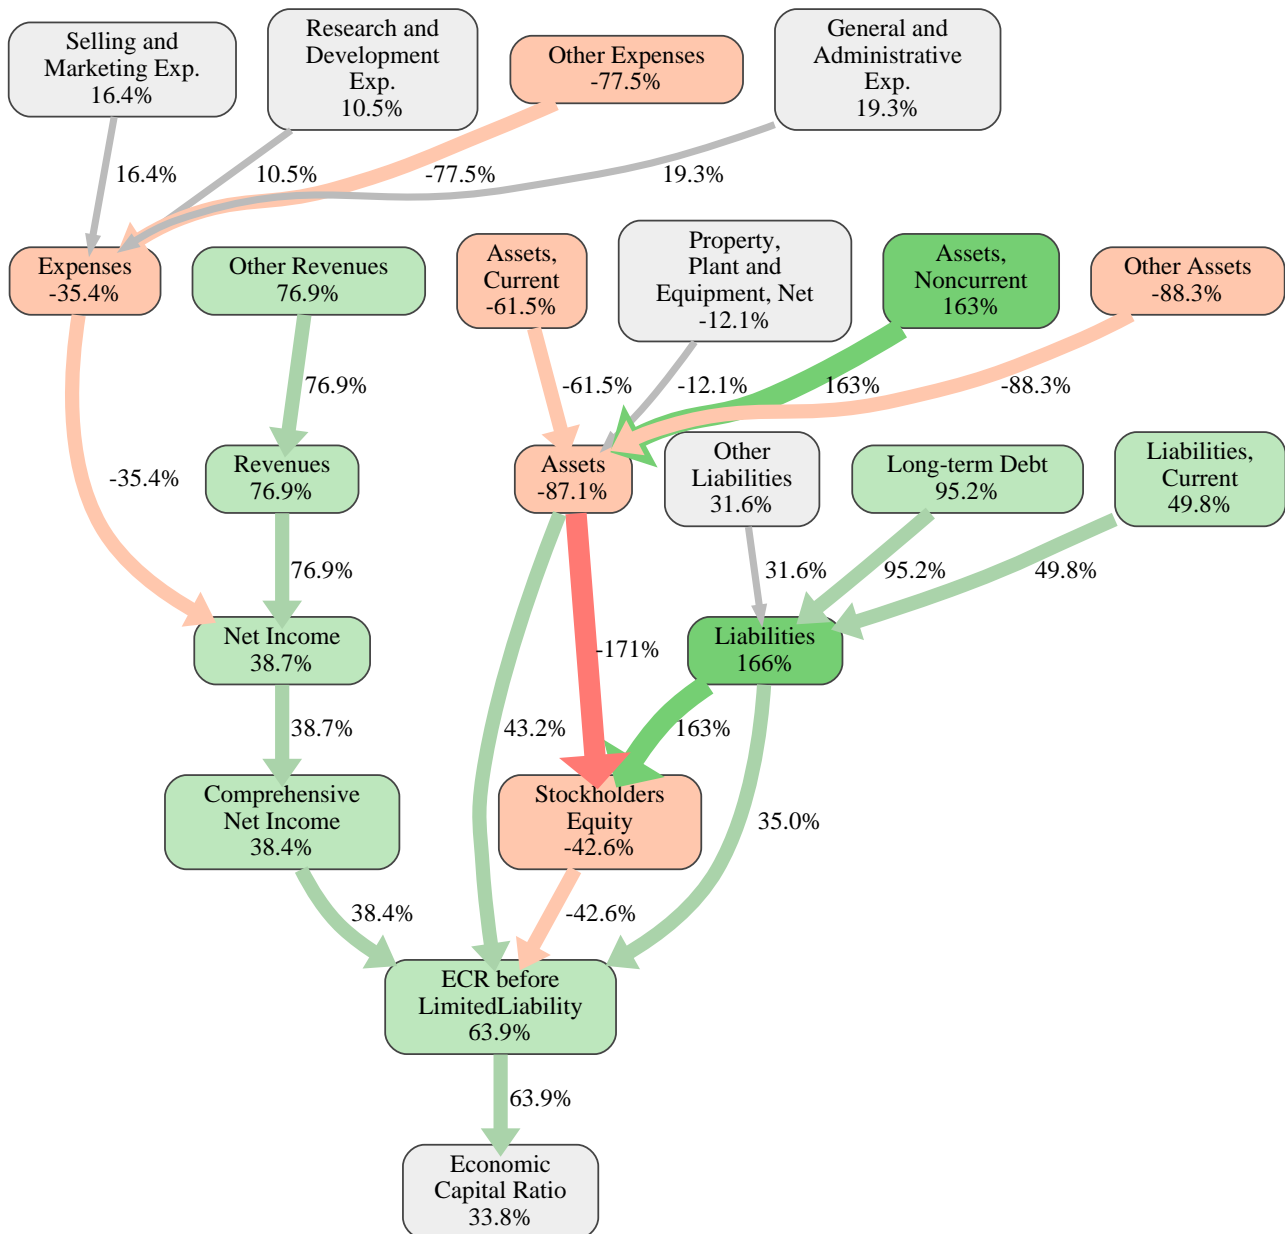 Selling and
Marketing Exp.
16.4%
Research and
Development
Exp.
10.5%
Other Expenses
-77.5%
General and
Administrative
Exp.
19.3%
16.4%
10.5%
-77.5%
19.3%
Expenses
-35.4%
Other Revenues
76.9%
Assets,
Current
-61.5%
Property,
Plant and
Equipment, Net
-12.1%
Assets,
Noncurrent
163%
Other Assets
-88.3%
76.9%
-61.5%
-12.1%
163%
-88.3%
-35.4%
Revenues
76.9%
Assets
-87.1%
Other
Liabilities
31.6%
Long-term Debt
95.2%
Liabilities,
Current
49.8%
76.9%
31.6%
95.2%
49.8%
Net Income
38.7%
-171%
Liabilities
166%
38.7%
43.2%
163%
Comprehensive
Net Income
38.4%
Stockholders
Equity
-42.6%
35.0%
38.4%
-42.6%
ECR before
LimitedLiability
63.9%
63.9%
Economic
Capital Ratio
33.8%